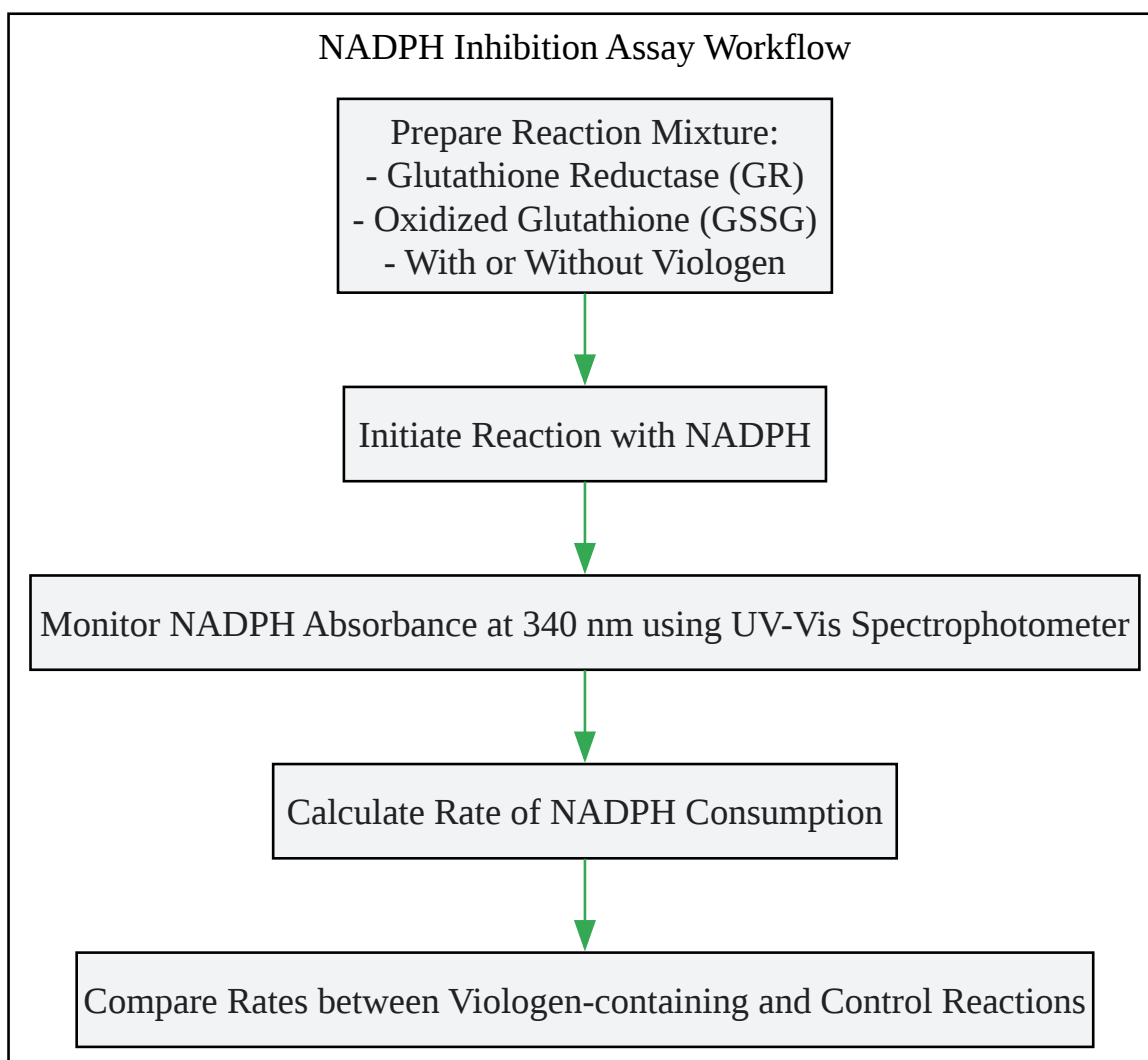 NADPH Inhibition Assay Workflow
Prepare Reaction Mixture:
- Glutathione Reductase (GR)
- Oxidized Glutathione (GSSG)
- With or Without Viologen
Initiate Reaction with NADPH
Monitor NADPH Absorbance at 340 nm using UV-Vis Spectrophotometer
Calculate Rate of NADPH Consumption
Compare Rates between Viologen-containing and Control Reactions